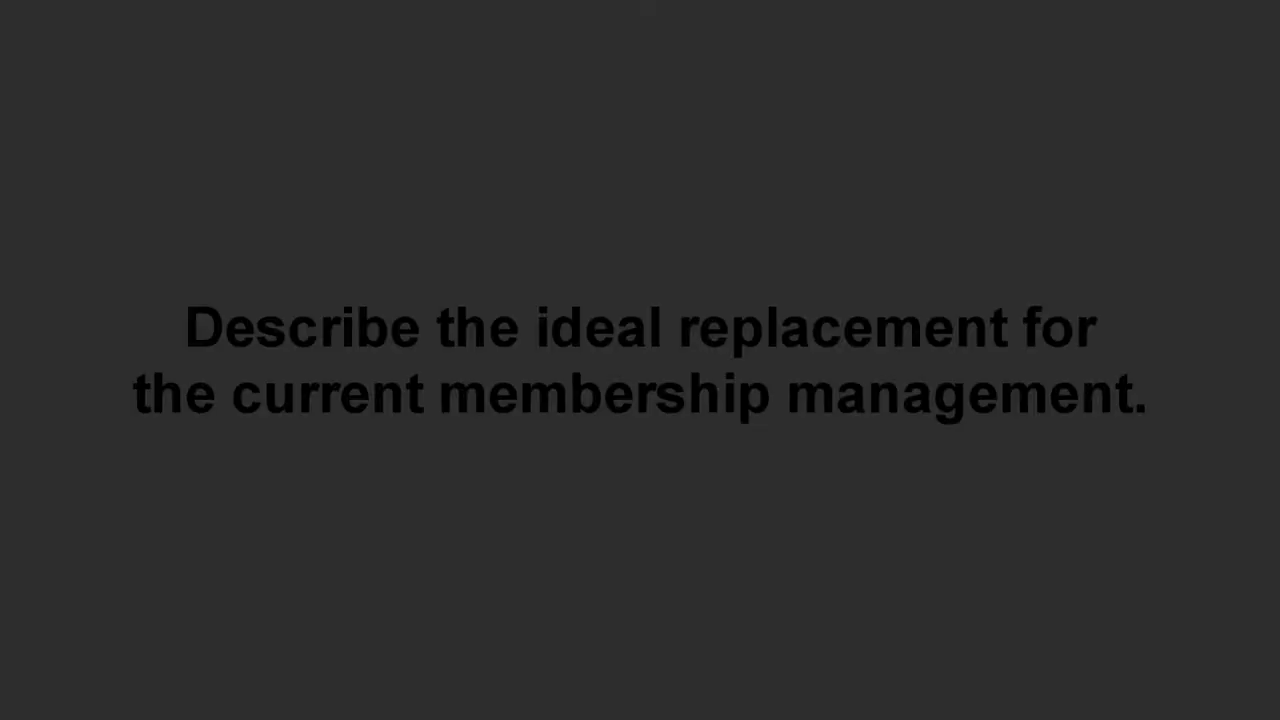 Describe the ideal replacement for
the current membership management.